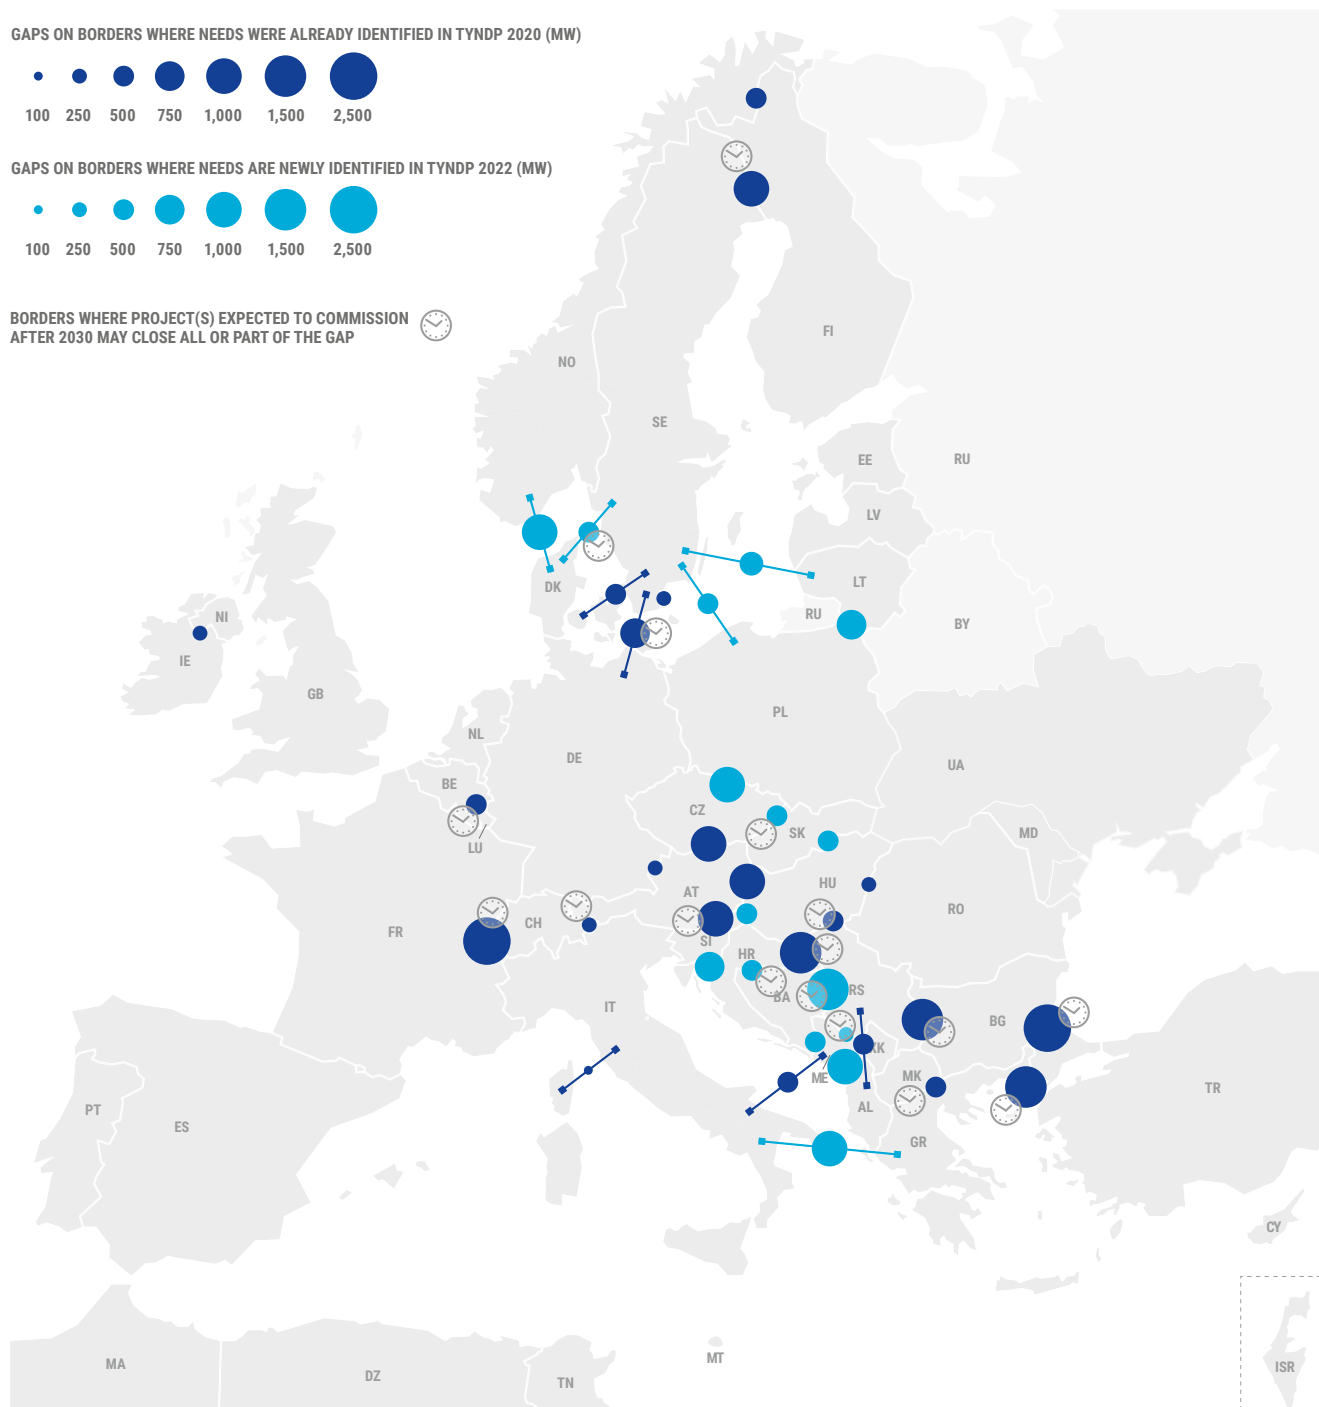 GAPS ON BORDERS WHERE NEEDS WERE ALREADY IDENTIFIED IN TYNDP 2020 (MW)
100 250 500 750 1,000 1,500 2,500
GAPS ON BORDERS WHERE NEEDS ARE NEWLY IDENTIFIED IN TYNDP 2022 (MW)
100 250 500 750 1,000 1,500 2,500
BORDERS WHERE PROJECT(S) EXPECTED TO COMMISSION
AFTER 2030 MAY CLOSE ALL OR PART OF THE GAP
FI
NO
SE
EE
RU
LV
LT
DK
RU
NI
BY
IE
GB
PL
NL
DE
UA
BE
CZ
SK
MD
LU
HU
AT
RO
CH
FR
SI
HR
RS
BA
IT
BG
KK
ME
MK
TR
AL
PT
ES
GR
CY
MT
MA
ISR
DZ
TN